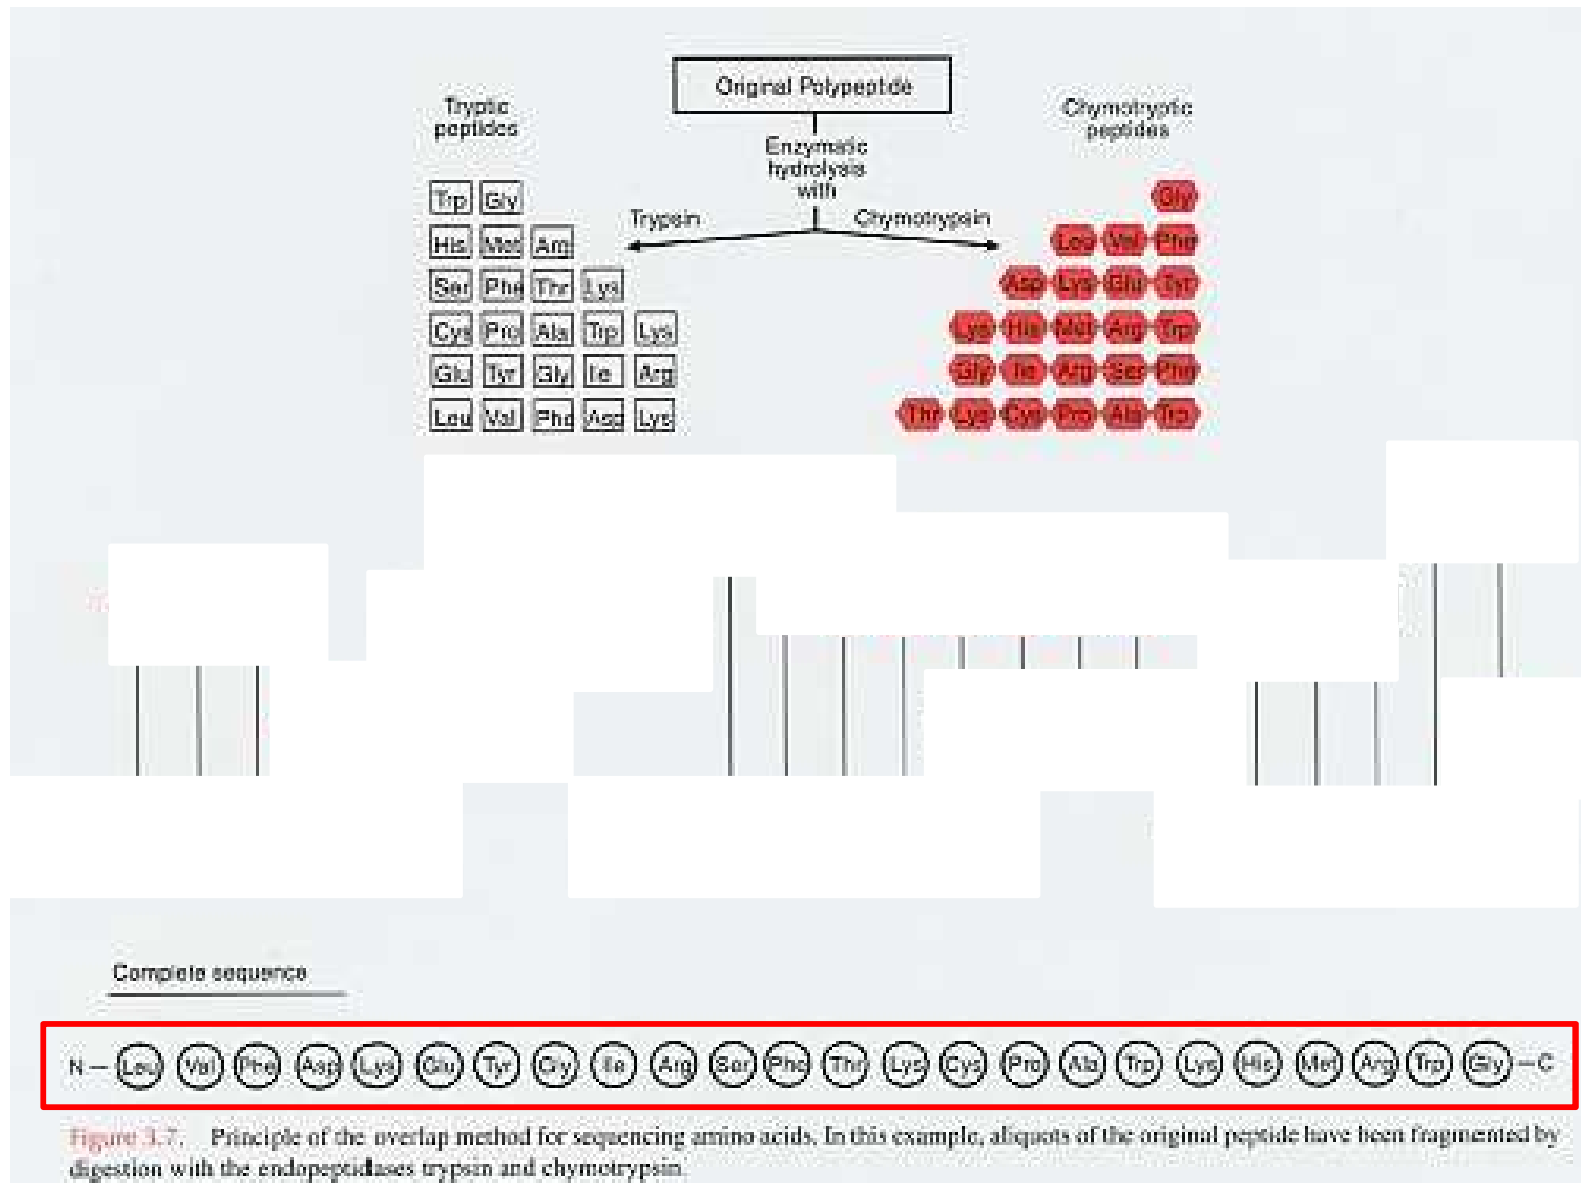 Original Polypeptide
Tryptic
peptides
Chymotryptic
peptides
Enzymatic
hydrolysis
with
Trypsin
Chymotrypsin
Trp Gly
His Met Arg
Ser Phe Thr Lys
Cys Pro Ala Trp Lys
Glu Tyr Gly Ile Arg
Leu Val Phe Asp Lys
Gly
Leu Val Phe
Asp Lys Glu Tyr
Lys His Met Arg Trp
Gly Ile Arg Ser Phe
Thr Lys Cys Pro Ala Trp
Complete sequence
N — Leu Val Phe Asp Lys Glu Tyr Gly Ile Arg Ser Phe Thr Lys Cys Pro Ala Trp Lys His Met Arg Trp Gly — C
Figure 3.7. Principle of the overlap method for sequencing amino acids. In this example, aliquots of the original peptide have been fragmented by
digestion with the endopeptidases trypsin and chymotrypsin.